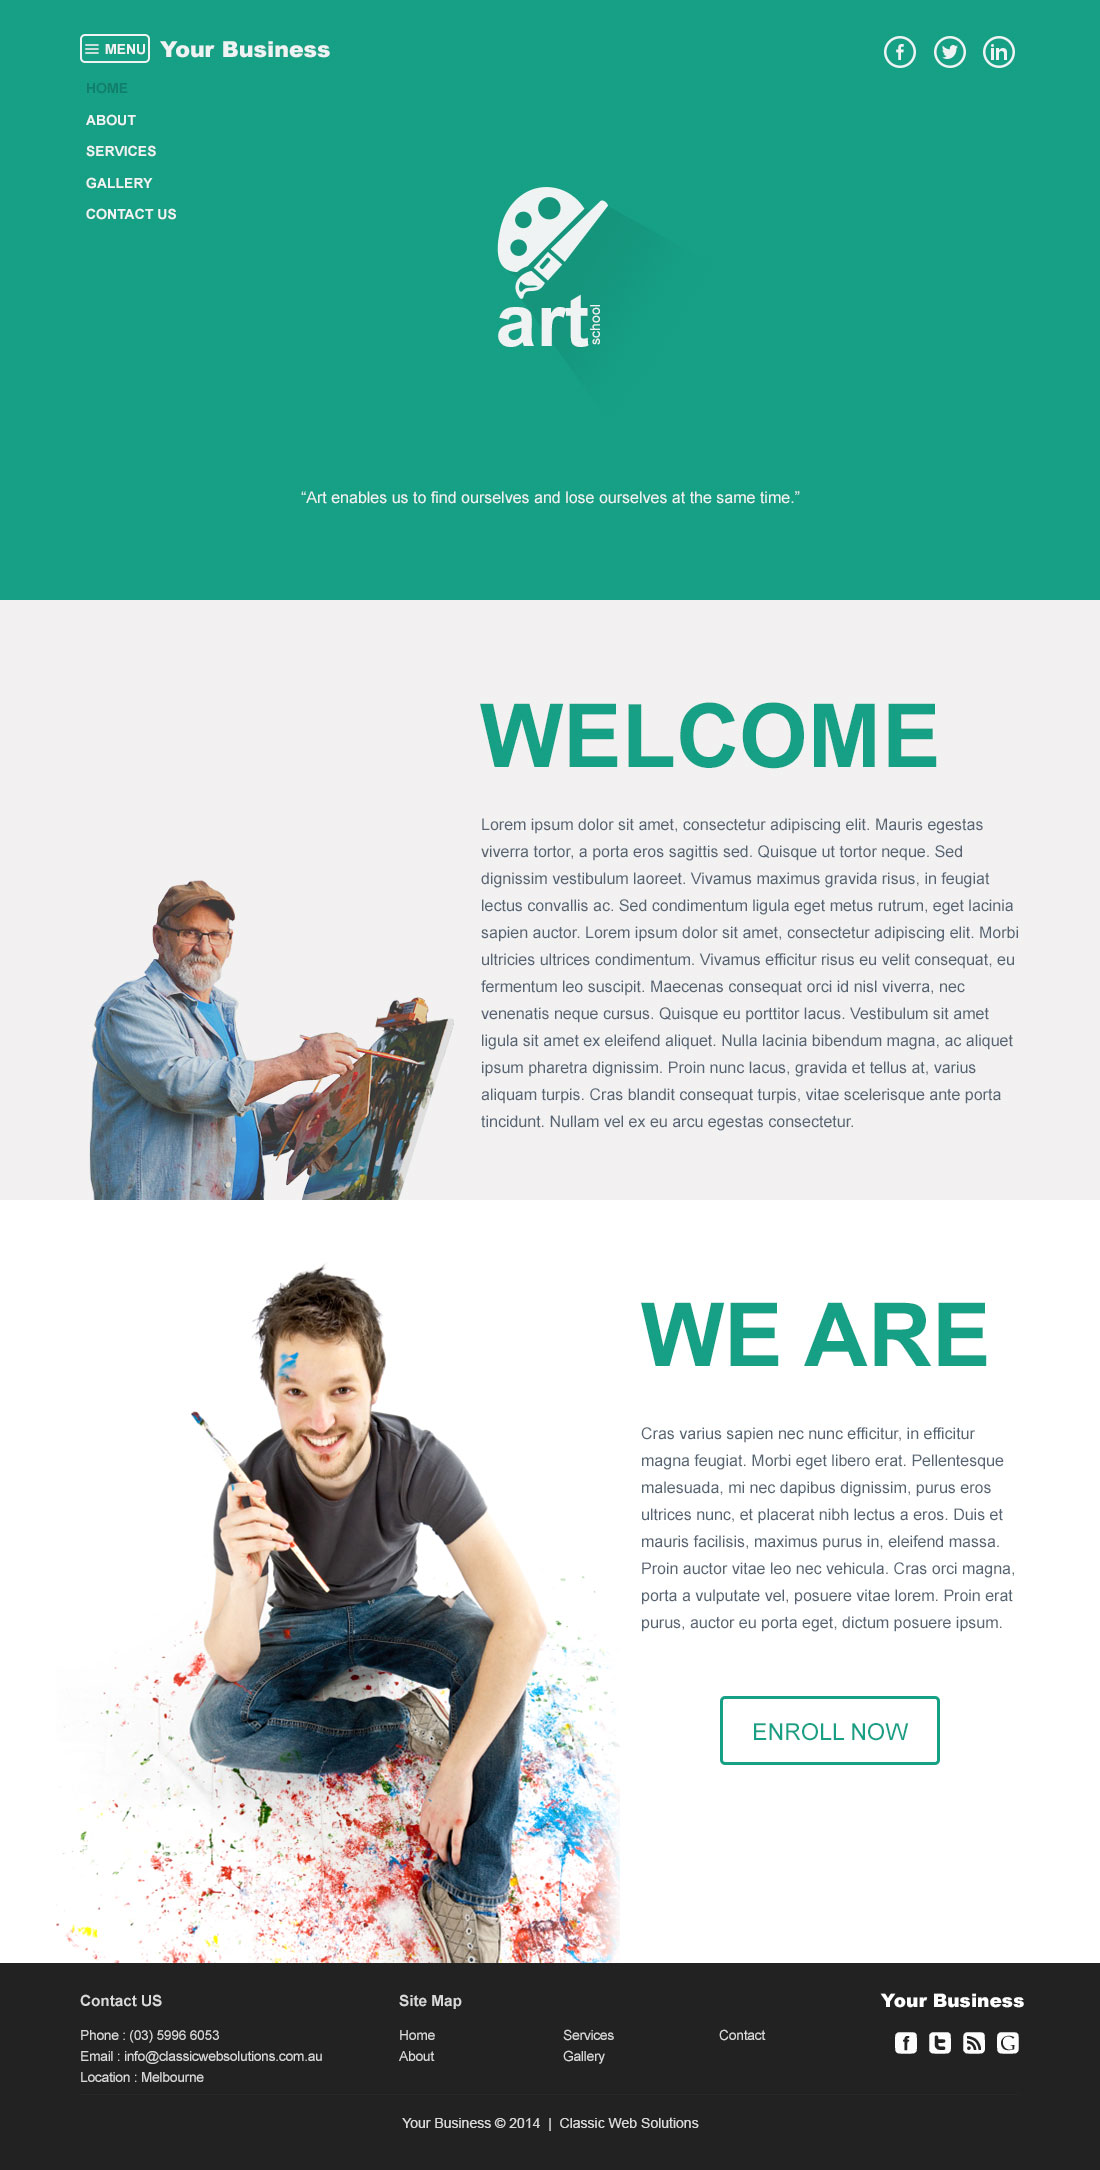 MENU Your Business
HOME
ABOUT
SERVICES
GALLERY
CONTACT US
art school
“Art enables us to find ourselves and lose ourselves at the same time.”
WELCOME
Lorem ipsum dolor sit amet, consectetur adipiscing elit. Mauris egestas
viverra tortor, a porta eros sagittis sed. Quisque ut tortor neque. Sed
dignissim vestibulum laoreet. Vivamus maximus gravida risus, in feugiat
lectus convallis ac. Sed condimentum ligula eget metus rutrum, eget lacinia
sapien auctor. Lorem ipsum dolor sit amet, consectetur adipiscing elit. Morbi
ultricies ultrices condimentum. Vivamus efficitur risus eu velit consequat, eu
fermentum leo suscipit. Maecenas consequat orci id nisl viverra, nec
venenatis neque cursus. Quisque eu porttitor lacus. Vestibulum sit amet
ligula sit amet ex eleifend aliquet. Nulla lacinia bibendum magna, ac aliquet
ipsum pharetra dignissim. Proin nunc lacus, gravida et tellus at, varius
aliquam turpis. Cras blandit consequat turpis, vitae scelerisque ante porta
tincidunt. Nullam vel ex eu arcu egestas consectetur.
WE ARE
Cras varius sapien nec nunc efficitur, in efficitur
magna feugiat. Morbi eget libero erat. Pellentesque
malesuada, mi nec dapibus dignissim, purus eros
ultrices nunc, et placerat nibh lectus a eros. Duis et
mauris facilisis, maximus purus in, eleifend massa.
Proin auctor vitae leo nec vehicula. Cras orci magna,
porta a vulputate vel, posuere vitae lorem. Proin erat
purus, auctor eu porta eget, dictum posuere ipsum.
ENROLL NOW
Contact US
Phone : (03) 5996 6053
Email : info@classicwebsolutions.com.au
Location : Melbourne
Site Map
Home Services Contact
About Gallery
Your Business
Your Business © 2014 | Classic Web Solutions